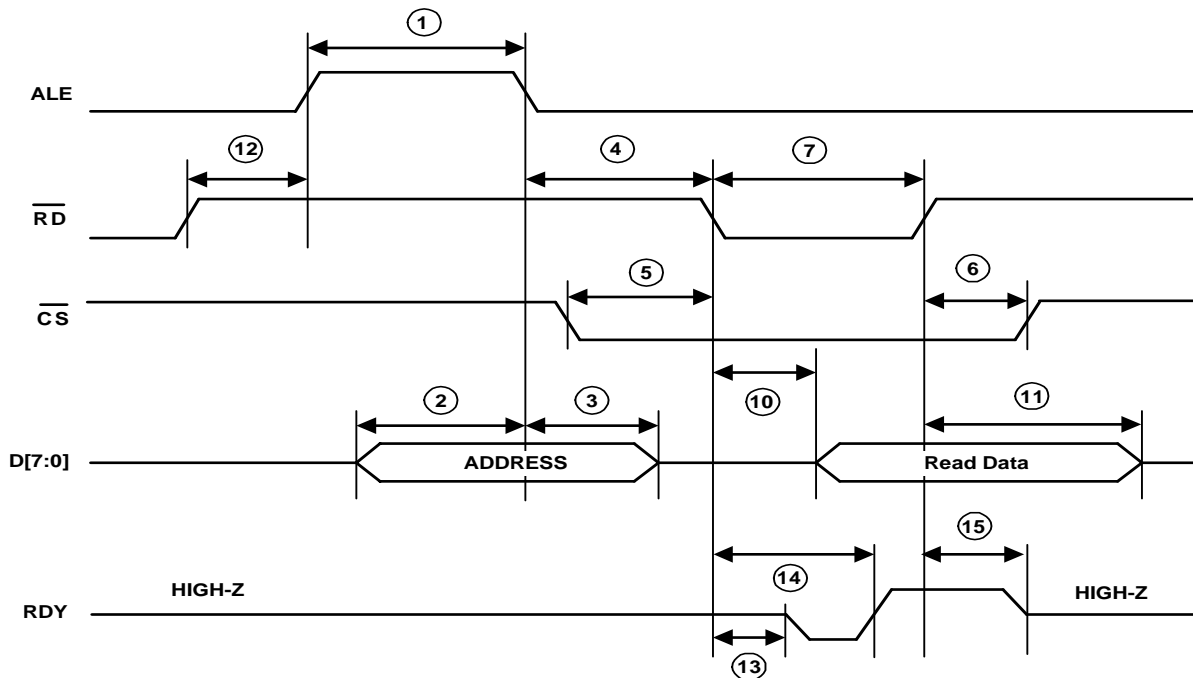 1
ALE
12
4
7
RD
5
6
CS
10
2
3
11
D[7:0]
ADDRESS
Read Data
15
14
HIGH-Z
HIGH-Z
RDY
13